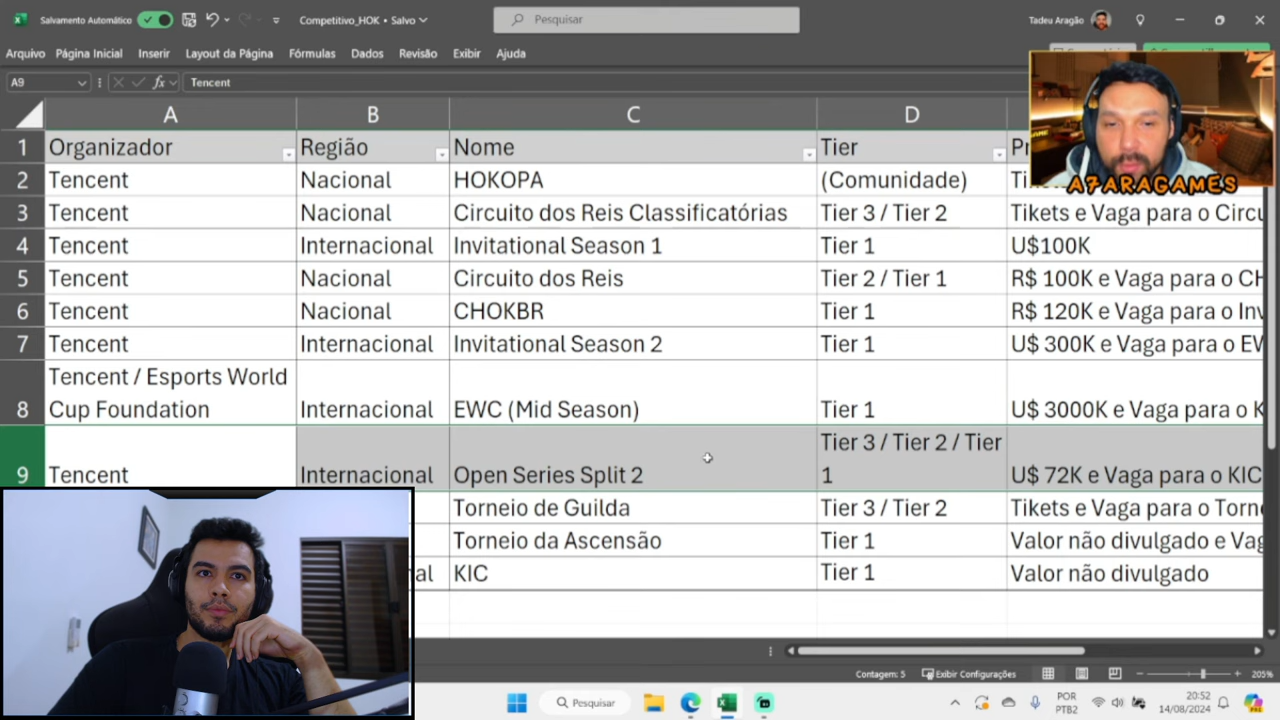 Salvamento Automático
Competitivo_HOK • Salvo
Pesquisar
Tadeu Aragão
Arquivo Página Inicial Inserir Layout da Página Fórmulas Dados Revisão Exibir Ajuda
A9 fx Tencent
A B C D
1 Organizador Região Nome Tier
2 Tencent Nacional HOKOPA (Comunidade)
3 Tencent Nacional Circuito dos Reis Classificatórias Tier 3 / Tier 2 Tikets e Vaga para o
4 Tencent Internacional Invitational Season 1 Tier 1 U$100K
5 Tencent Nacional Circuito dos Reis Tier 2 / Tier 1 R$ 100K e Vaga para o
6 Tencent Nacional CHOKBR Tier 1 R$ 120K e Vaga para o
7 Tencent Internacional Invitational Season 2 Tier 1 U$ 300K e Vaga para o
Tencent / Esports World
8 Cup Foundation Internacional EWC (Mid Season) Tier 1 U$ 3000K e Vaga para o
Tier 3 / Tier 2 / Tier
9 Tencent Internacional Open Series Split 2 1 U$ 72K e Vaga para o KIC
Torneio de Guilda Tier 3 / Tier 2 Tikets e Vaga para o
Torneio da Ascensão Tier 1 Valor não divulgado e
KIC Tier 1 Valor não divulgado
A7ARAGAMES
Contagem: 5 Exibir Configurações 205%
Pesquisar
POR
PTB2
20:52
14/08/2024